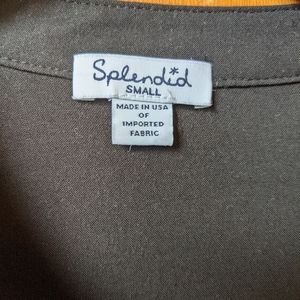 Splendid
SMALL
MADE IN USA
OF
IMPORTED
FABRIC